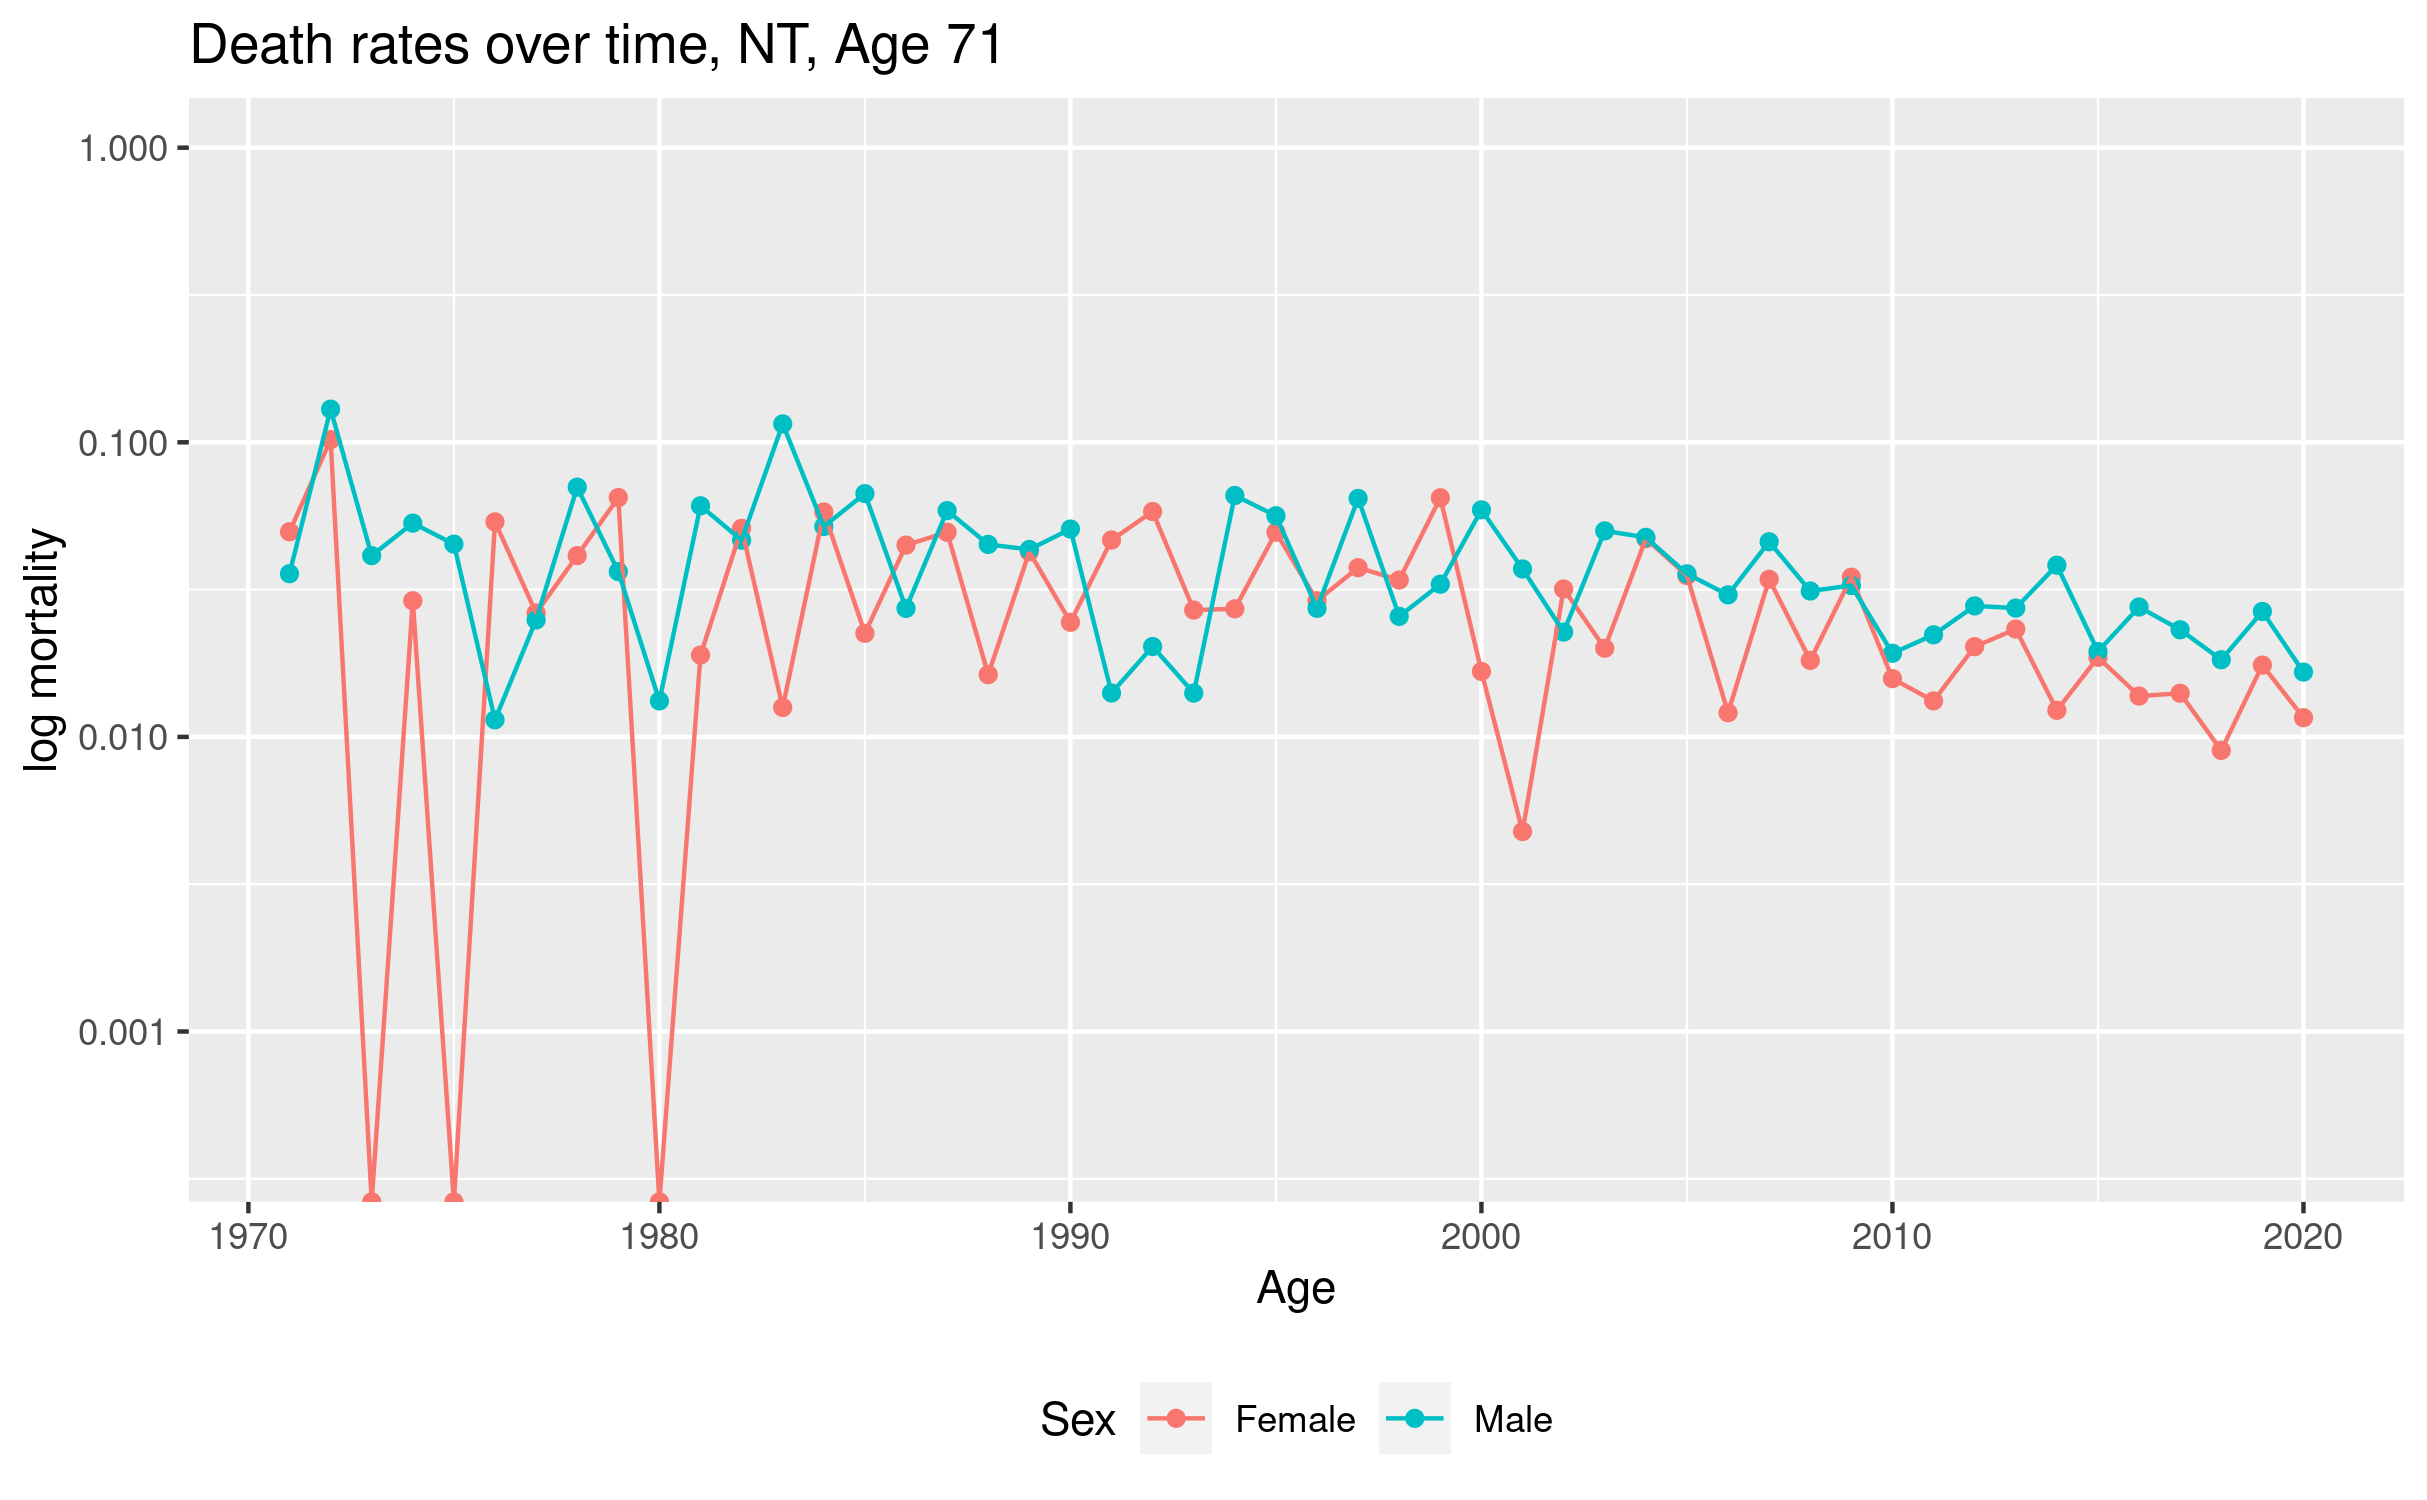 Death rates over time, NT, Age 71
log mortality
1.000
0.100
0.010
0.001
1970 1980 1990 2000 2010 2020
Age
Sex Female Male